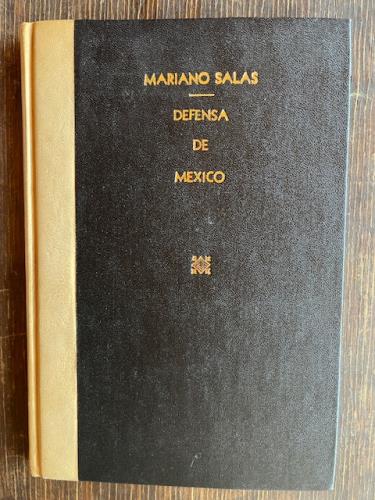 MARIANO SALAS
DEFENSA
DE
MEXICO